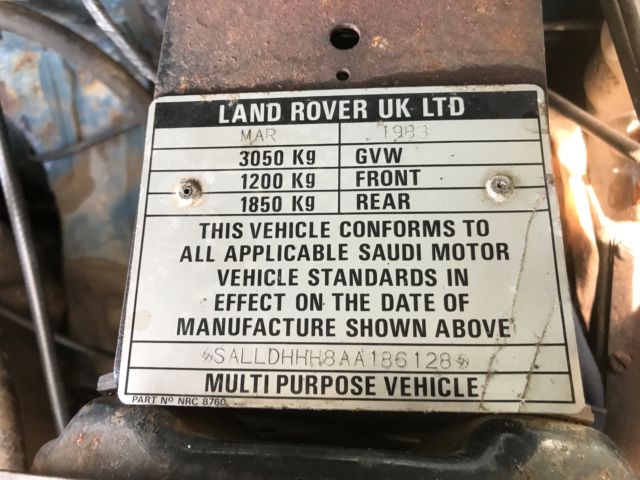 LAND ROVER UK LTD
MAR 1983
3050 Kg GVW
1200 Kg FRONT
1850 Kg REAR
THIS VEHICLE CONFORMS TO
ALL APPLICABLE SAUDI MOTOR
VEHICLE STANDARDS IN
EFFECT ON THE DATE OF
MANUFACTURE SHOWN ABOVE
SALLDHHH8AA186128
MULTI PURPOSE VEHICLE
PART Nº NRC 8760